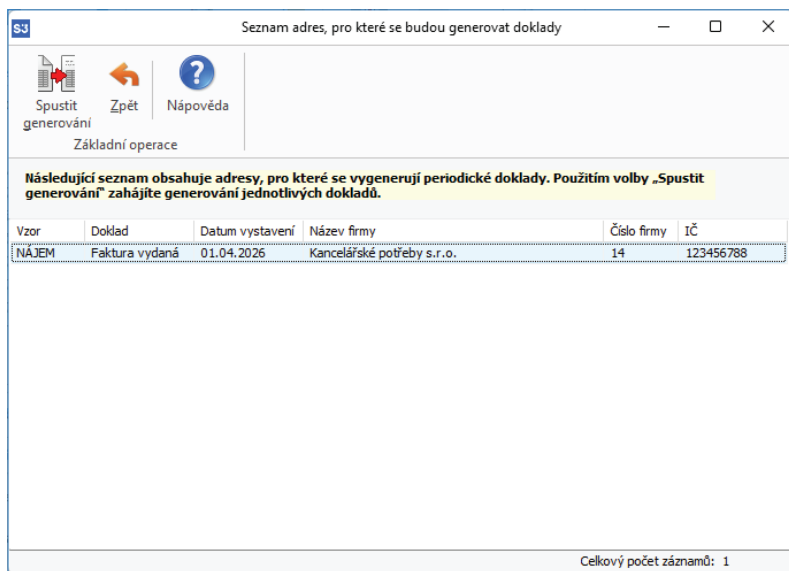 S3 Seznam adres, pro které se budou generovat doklady
Spustit generování
Zpět
Nápověda
Základní operace
Následující seznam obsahuje adresy, pro které se vygenerují periodické doklady. Použitím volby „Spustit
generování“ zahájíte generování jednotlivých dokladů.
Vzor Doklad Datum vystavení Název firmy Číslo firmy IČ
NÁJEM Faktura vydaná 01.04.2026 Kancelářské potřeby s.r.o. 14 123456788
Celkový počet záznamů: 1